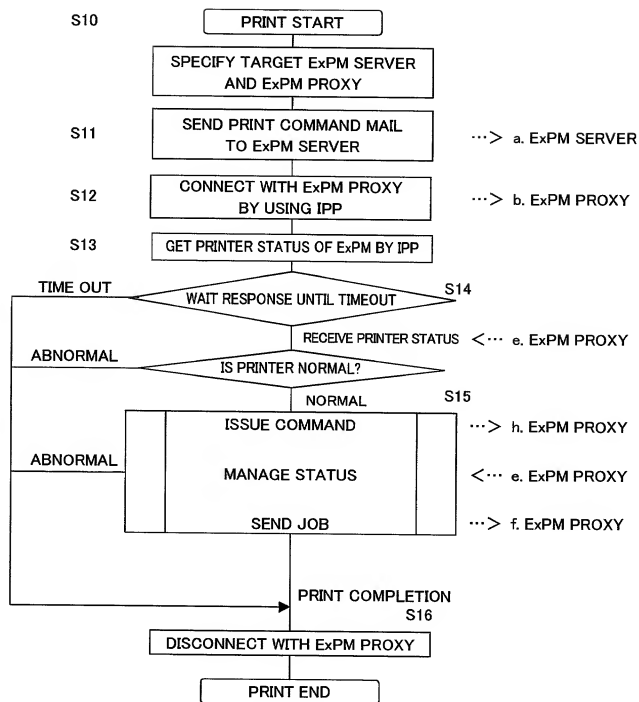 S10
PRINT START
SPECIFY TARGET ExPM SERVER
AND ExPM PROXY
S11
SEND PRINT COMMAND MAIL
TO ExPM SERVER
···> a. ExPM SERVER
S12
CONNECT WITH ExPM PROXY
BY USING IPP
···> b. ExPM PROXY
S13
GET PRINTER STATUS OF ExPM BY IPP
TIME OUT
WAIT RESPONSE UNTIL TIMEOUT
S14
RECEIVE PRINTER STATUS
<··· e. ExPM PROXY
ABNORMAL
IS PRINTER NORMAL?
S15
NORMAL
ISSUE COMMAND
···> h. ExPM PROXY
ABNORMAL
MANAGE STATUS
<··· e. ExPM PROXY
SEND JOB
···> f. ExPM PROXY
PRINT COMPLETION
S16
DISCONNECT WITH ExPM PROXY
PRINT END